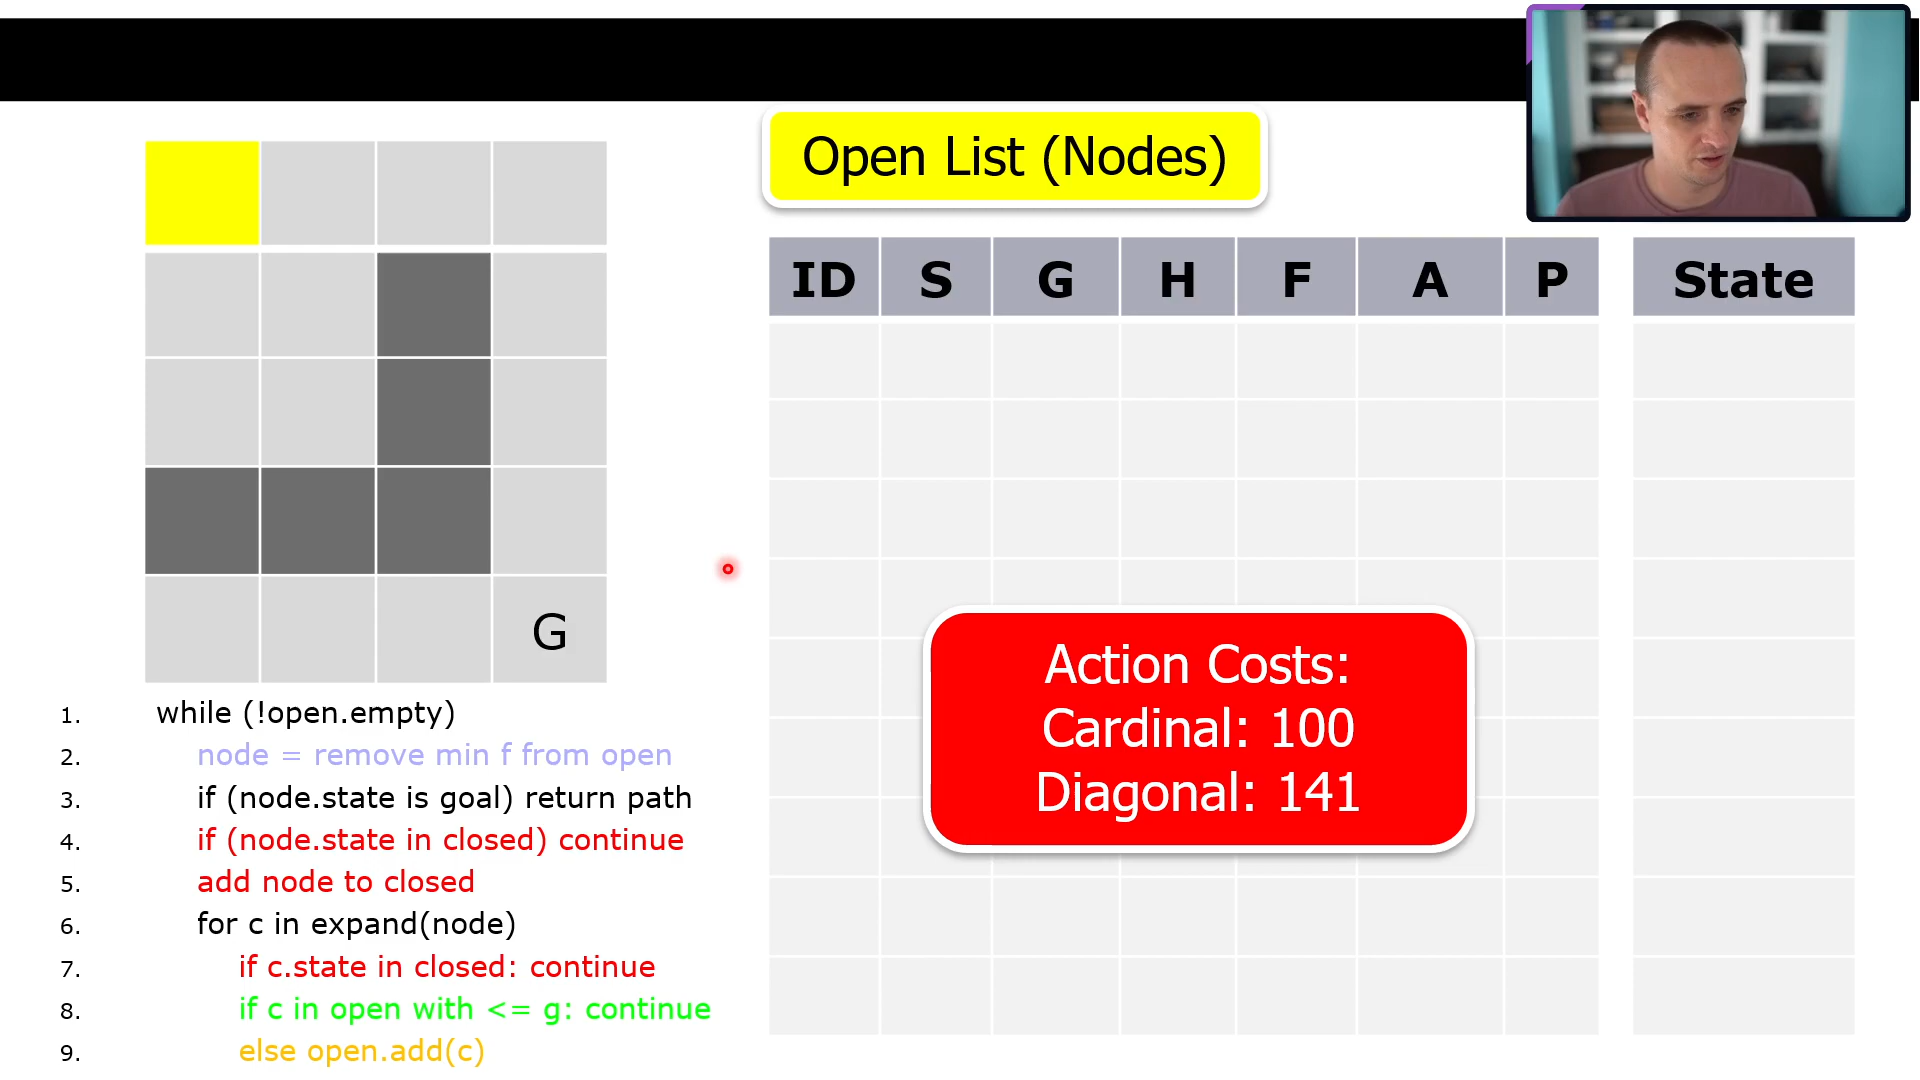 Open List (Nodes)
ID S G H F A P State
G
Action Costs:
Cardinal: 100
Diagonal: 141
1. while (!open.empty)
2. node = remove min f from open
3. if (node.state is goal) return path
4. if (node.state in closed) continue
5. add node to closed
6. for c in expand(node)
7. if c.state in closed: continue
8. if c in open with <= g: continue
9. else open.add(c)